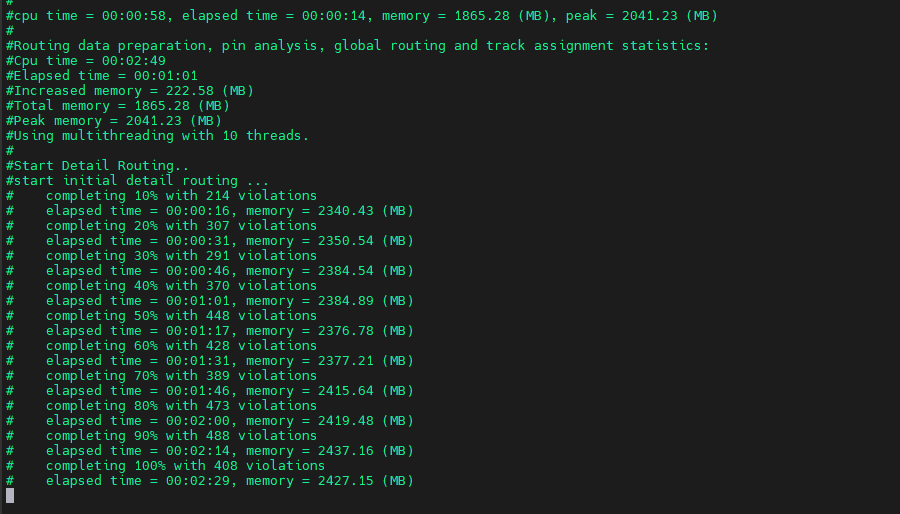 #
#cpu time = 00:00:58, elapsed time = 00:00:14, memory = 1865.28 (MB), peak = 2041.23 (MB)
#
#Routing data preparation, pin analysis, global routing and track assignment statistics:
#Cpu time = 00:02:49
#Elapsed time = 00:01:01
#Increased memory = 222.58 (MB)
#Total memory = 1865.28 (MB)
#Peak memory = 2041.23 (MB)
#Using multithreading with 10 threads.
#
#Start Detail Routing..
#start initial detail routing ...
#    completing 10% with 214 violations
#    elapsed time = 00:00:16, memory = 2340.43 (MB)
#    completing 20% with 307 violations
#    elapsed time = 00:00:31, memory = 2350.54 (MB)
#    completing 30% with 291 violations
#    elapsed time = 00:00:46, memory = 2384.54 (MB)
#    completing 40% with 370 violations
#    elapsed time = 00:01:01, memory = 2384.89 (MB)
#    completing 50% with 448 violations
#    elapsed time = 00:01:17, memory = 2376.78 (MB)
#    completing 60% with 428 violations
#    elapsed time = 00:01:31, memory = 2377.21 (MB)
#    completing 70% with 389 violations
#    elapsed time = 00:01:46, memory = 2415.64 (MB)
#    completing 80% with 473 violations
#    elapsed time = 00:02:00, memory = 2419.48 (MB)
#    completing 90% with 488 violations
#    elapsed time = 00:02:14, memory = 2437.16 (MB)
#    completing 100% with 408 violations
#    elapsed time = 00:02:29, memory = 2427.15 (MB)